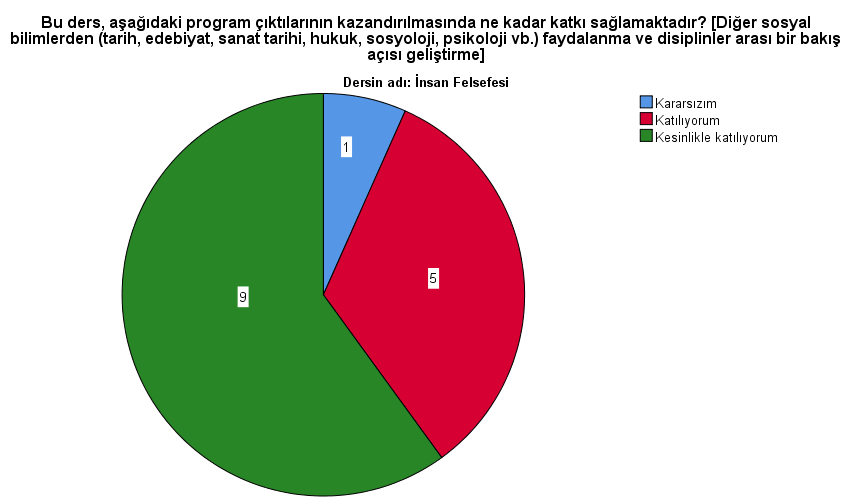 Bu ders, aşağıdaki program çıktılarının kazandırılmasında ne kadar katkı sağlamaktadır? [Diğer sosyal
bilimlerden (tarih, edebiyat, sanat tarihi, hukuk, sosyoloji, psikoloji vb.) faydalanma ve disiplinler arası bir bakış
açısı geliştirme]
Dersin adı: İnsan Felsefesi
Kararsızım
Katılıyorum
Kesinlikle katılıyorum
1
5
9